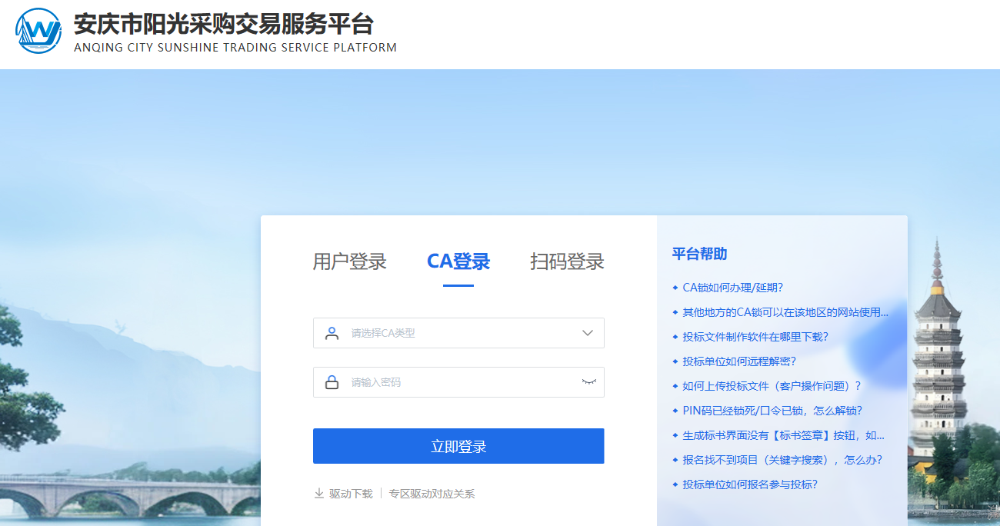 安庆市阳光采购交易服务平台
ANQING CITY SUNSHINE TRADING SERVICE PLATFORM
用户登录 CA登录 扫码登录
请选择CA类型
请输入密码
立即登录
驱动下载 专区驱动对应关系
平台帮助
CA锁如何办理/延期?
其他地方的CA锁可以在该地区的网站使用...
投标文件制作软件在哪里下载?
投标单位如何远程解密?
如何上传投标文件（客户操作问题）?
PIN码已经锁死/口令已锁，怎么解锁?
生成标书界面没有【标书签章】按钮，如...
报名找不到项目（关键字搜索），怎么办?
投标单位如何报名参与投标?